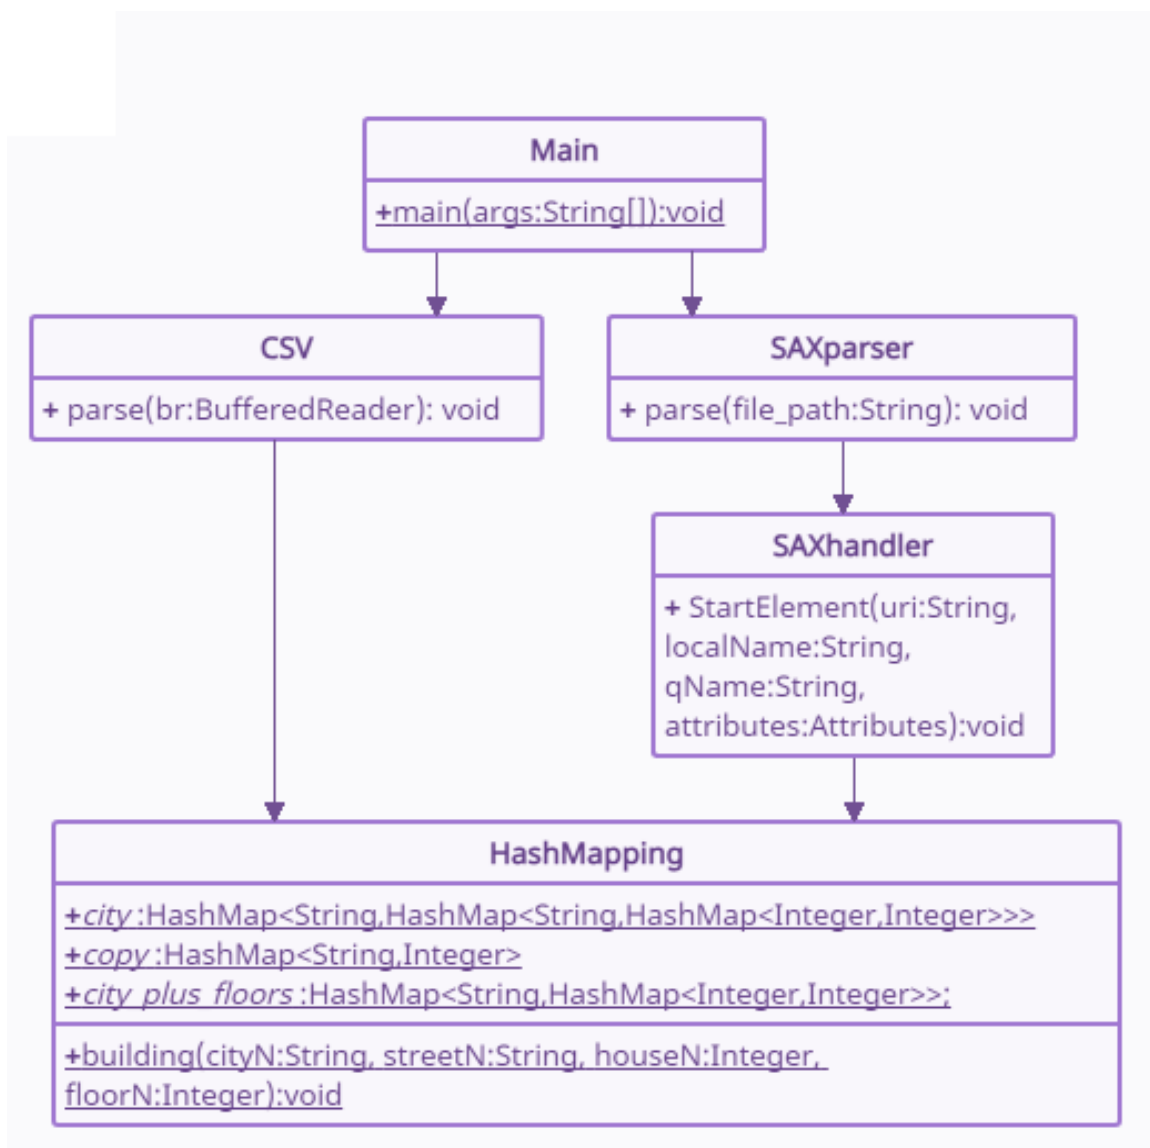 Main
+main(args:String[]):void
CSV
+ parse(br:BufferedReader): void
SAXparser
+ parse(file_path:String): void
SAXhandler
+ StartElement(uri:String,
localName:String,
qName:String,
attributes:Attributes):void
HashMapping
+city :HashMap<String,HashMap<String,HashMap<Integer,Integer>>>
+copy :HashMap<String,Integer>
+city_plus_floors :HashMap<String,HashMap<Integer,Integer>>;
+building(cityN:String, streetN:String, houseN:Integer,
floorN:Integer):void